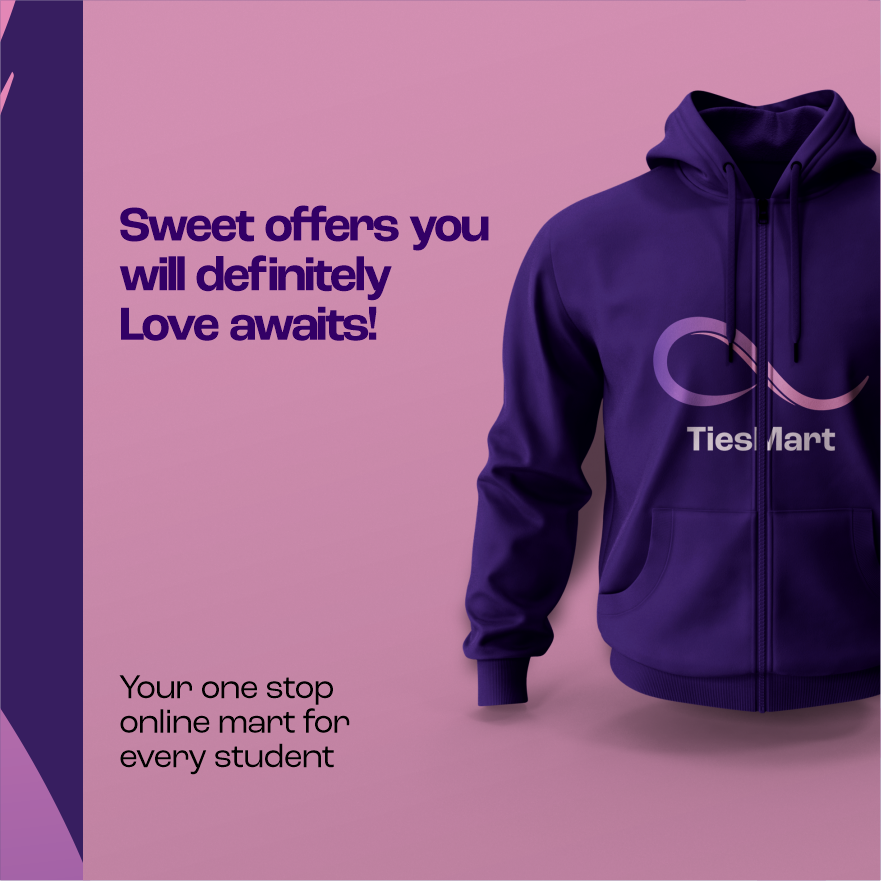 Sweet offers you
will definitely
Love awaits!
TiesMart
Your one stop
online mart for
every student